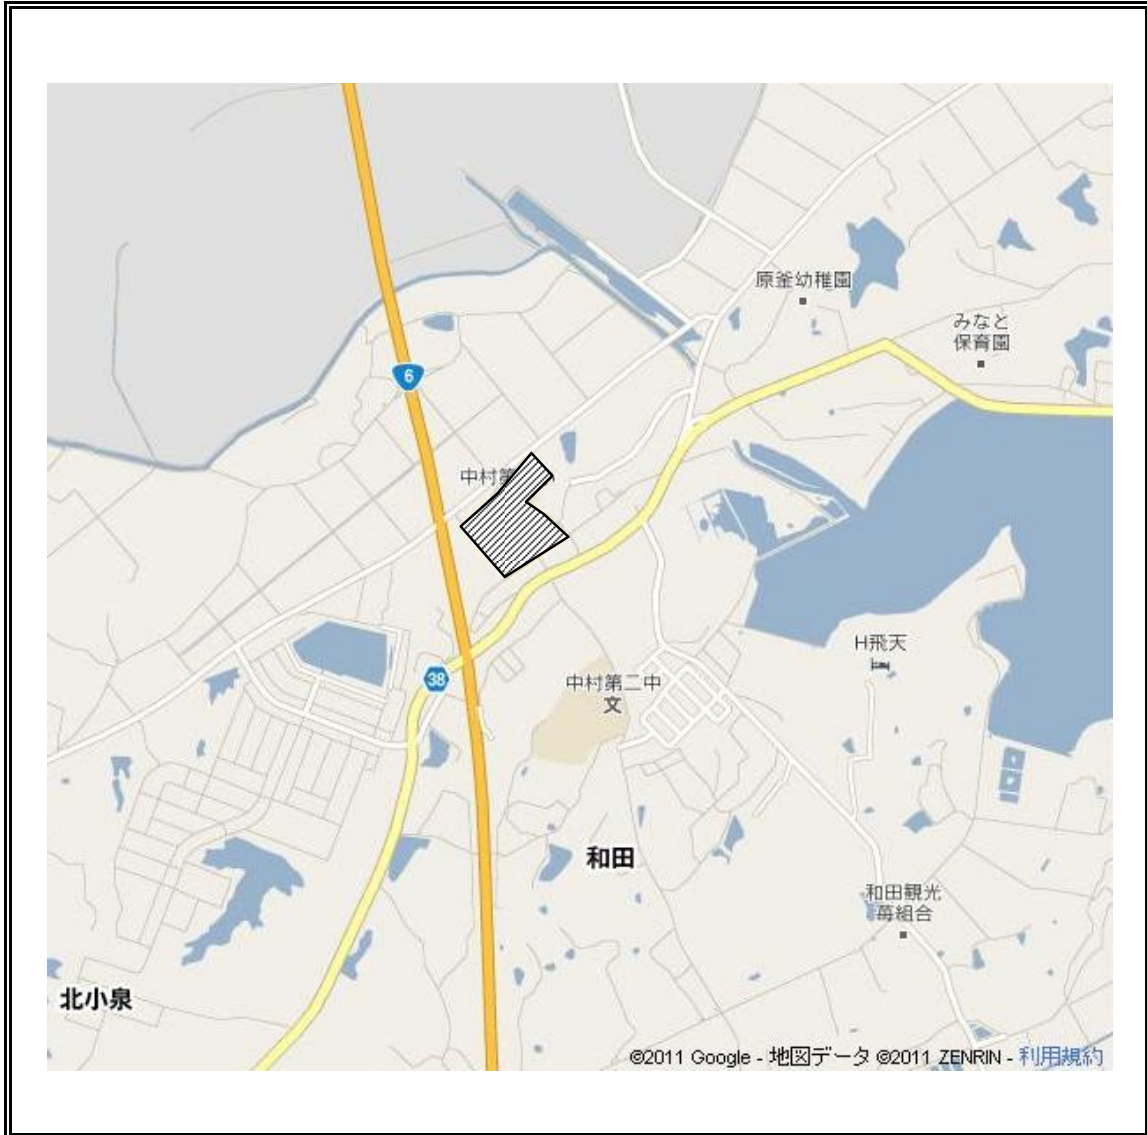 原釜幼稚園
みなと
保育園
6
中村第
H飛天
38
中村第二中
文
和田
和田観光
苺組合
北小泉
©2011 Google - 地図データ ©2011 ZENRIN - 利用規約